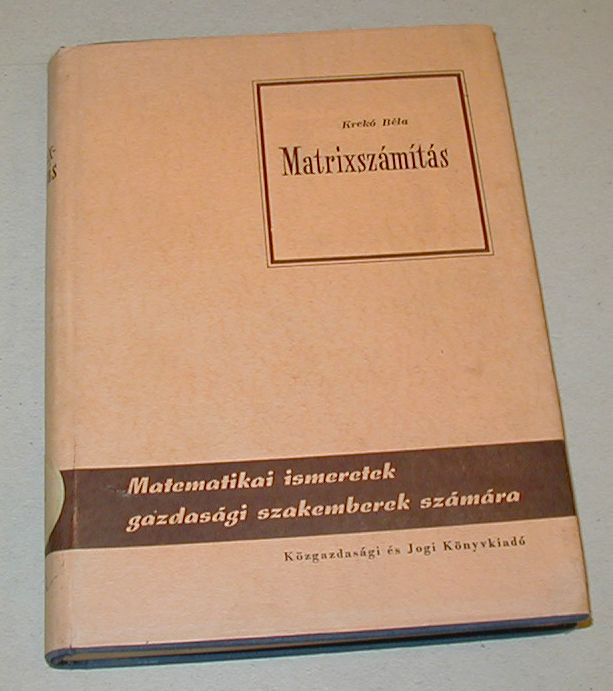 Krekó Béla
Matrixszámítás
Matematikai ismeretek
gazdasági szakemberek számára
Közgazdasági és Jogi Könyvkiadó